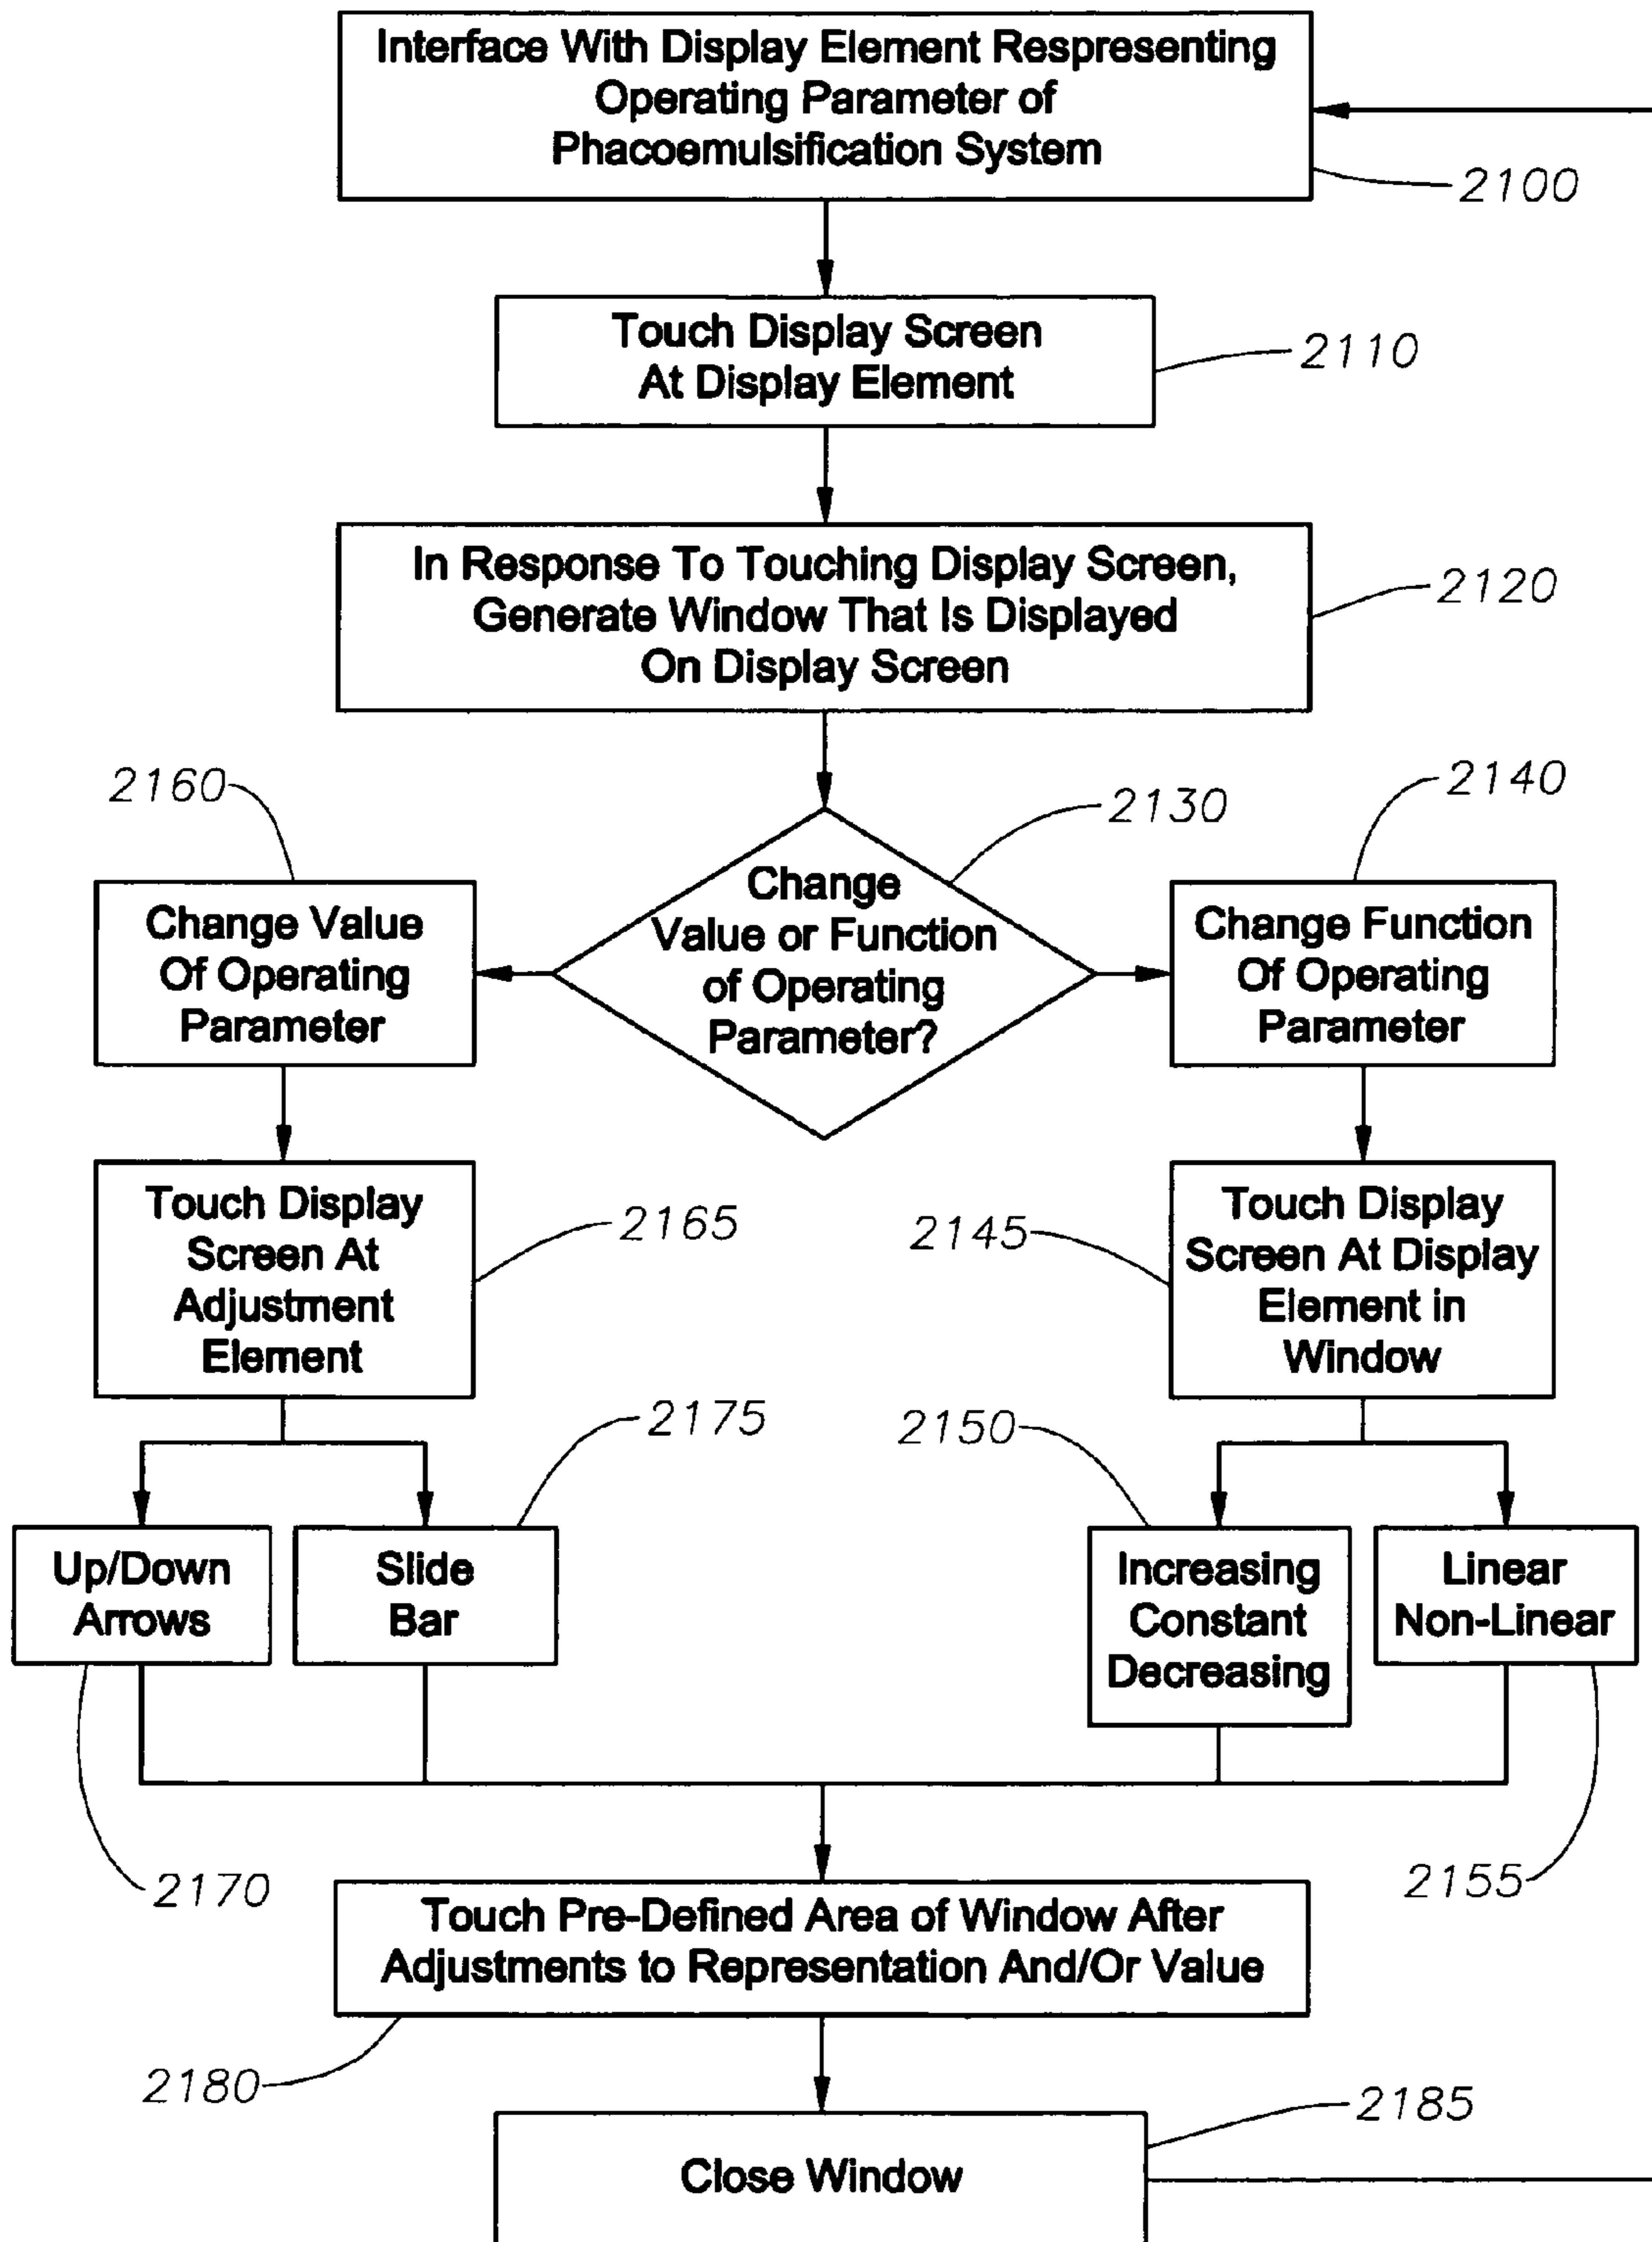 Interface With Display Element Respresenting
Operating Parameter of
Phacoemulsification System
2100
Touch Display Screen
At Display Element
2110
In Response To Touching Display Screen,
Generate Window That Is Displayed
On Display Screen
2120
2160
2130
2140
Change Value
Of Operating
Parameter
Change
Value or Function
of Operating
Parameter?
Change Function
Of Operating
Parameter
Touch Display
Screen At
Adjustment
Element
2165
2145
Touch Display
Screen At Display
Element in
Window
2175
2150
Up/Down
Arrows
Slide
Bar
Increasing
Constant
Decreasing
Linear
Non-Linear
2170
2155
Touch Pre-Defined Area of Window After
Adjustments to Representation And/Or Value
2180
2185
Close Window